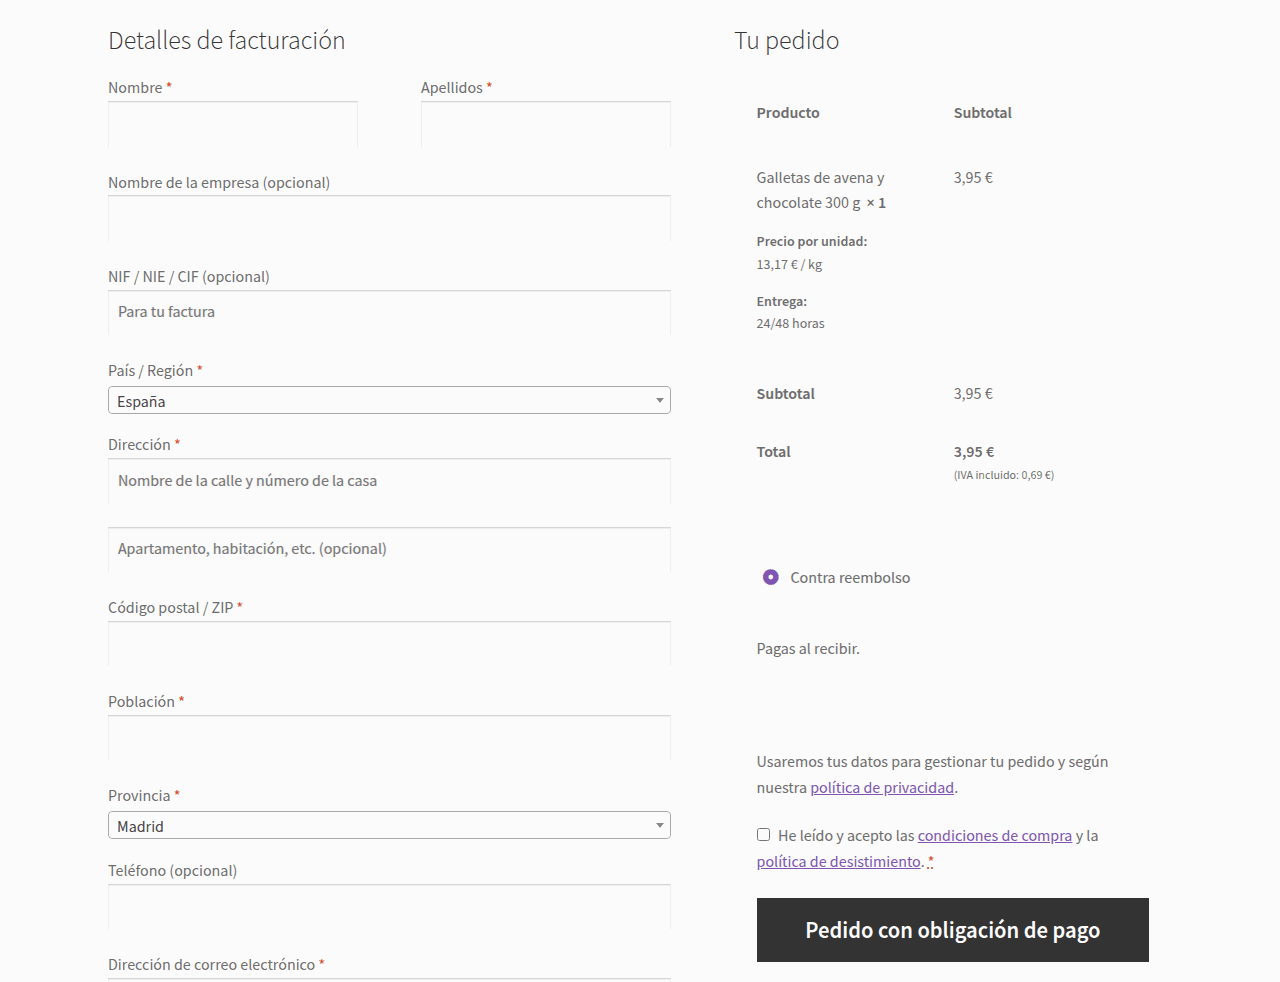 Detalles de facturación
Nombre *
Apellidos *
Nombre de la empresa (opcional)
NIF / NIE / CIF (opcional)
Para tu factura
País / Región *
España
Dirección *
Nombre de la calle y número de la casa
Apartamento, habitación, etc. (opcional)
Código postal / ZIP *
Población *
Provincia *
Madrid
Teléfono (opcional)
Dirección de correo electrónico *
Tu pedido
Producto Subtotal
Galletas de avena y 3,95 €
chocolate 300 g × 1
Precio por unidad:
13,17 € / kg
Entrega:
24/48 horas
Subtotal 3,95 €
Total 3,95 €
(IVA incluido: 0,69 €)
Contra reembolso
Pagas al recibir.
Usaremos tus datos para gestionar tu pedido y según
nuestra política de privacidad.
He leído y acepto las condiciones de compra y la
política de desistimiento. *
Pedido con obligación de pago